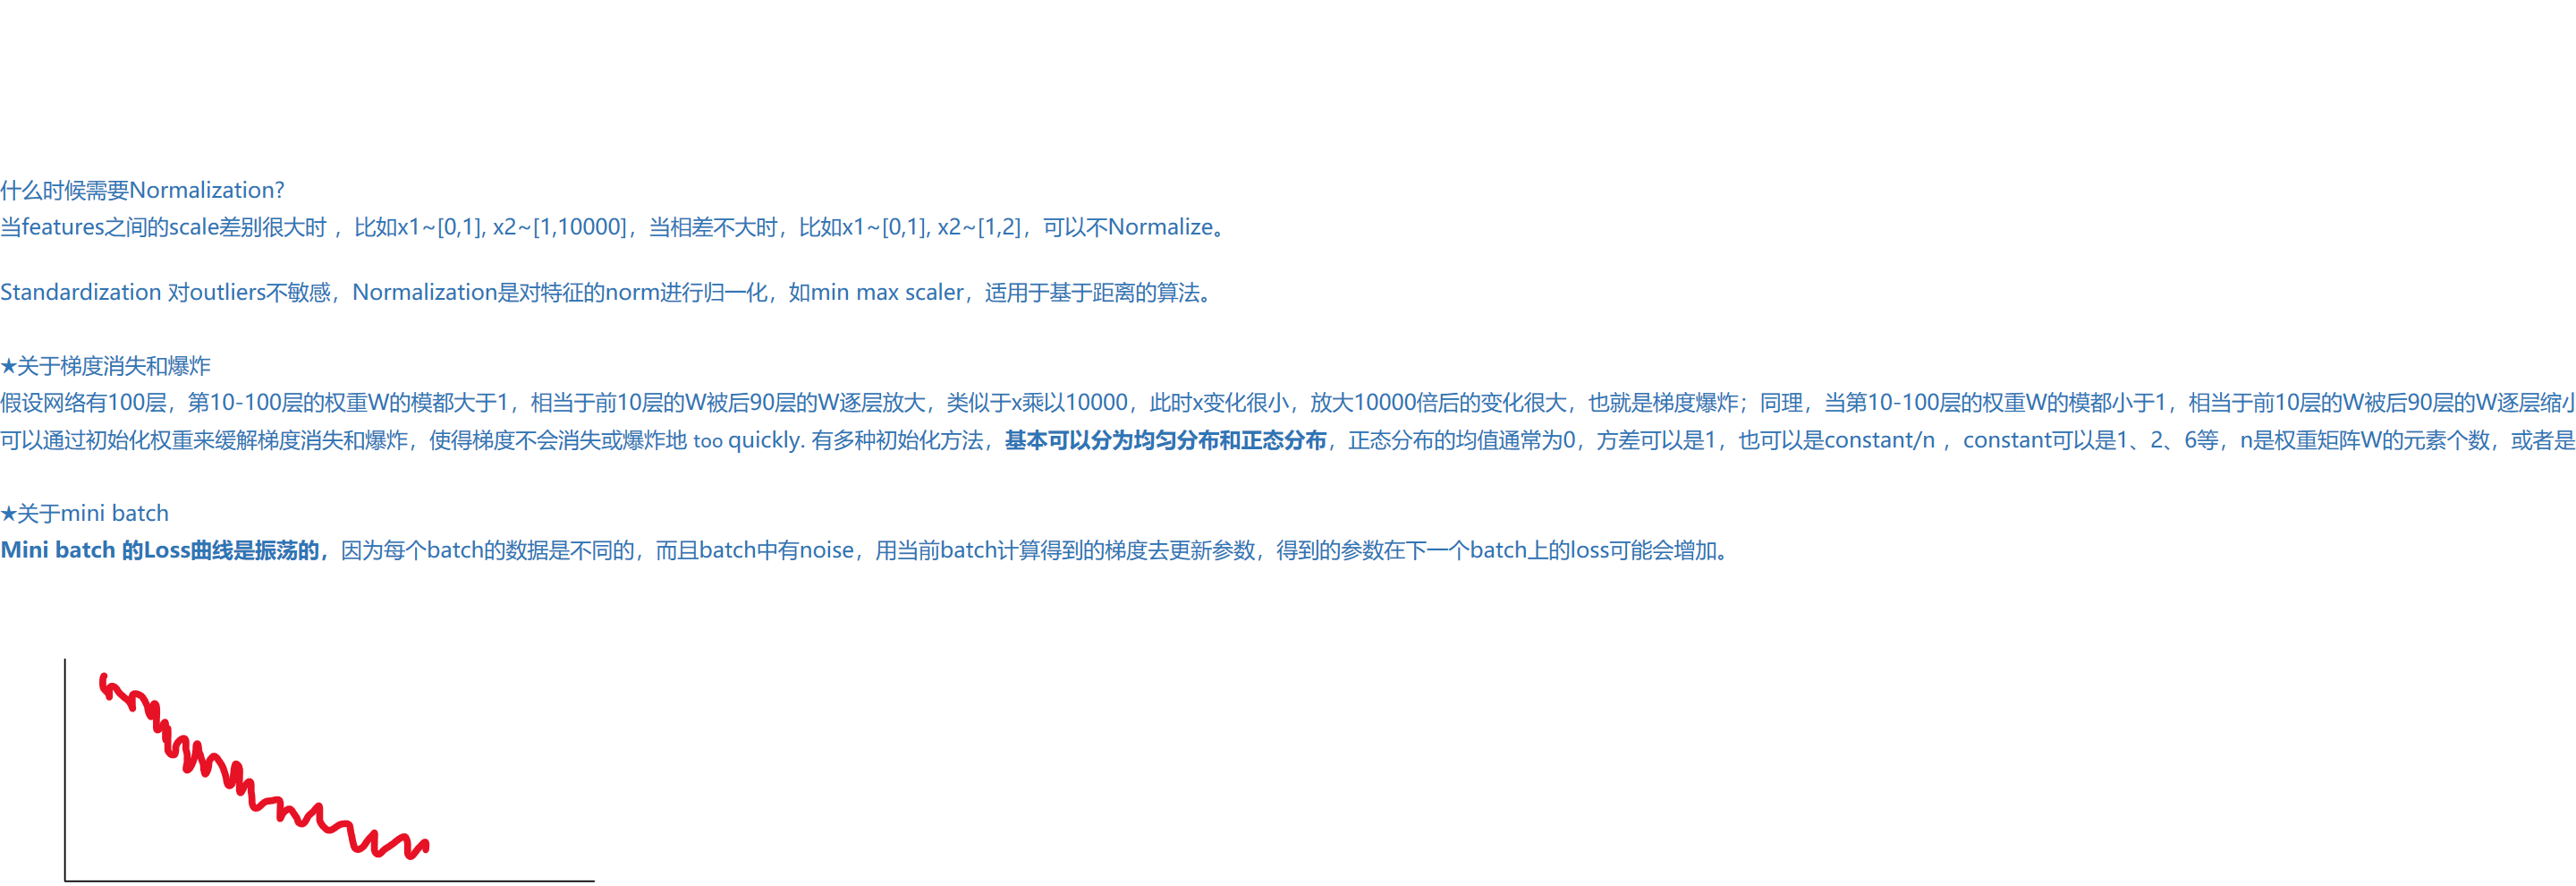 什么时候需要Normalization?
当features之间的scale差别很大时 ，比如x1~[0,1], x2~[1,10000]，当相差不大时，比如x1~[0,1], x2~[1,2]，可以不Normalize。
Standardization 对outliers不敏感，Normalization是对特征的norm进行归一化，如min max scaler，适用于基于距离的算法。
★关于梯度消失和爆炸
假设网络有100层，第10-100层的权重W的模都大于1，相当于前10层的W被后90层的W逐层放大，类似于x乘以10000，此时x变化很小，放大10000倍后的变化很大，也就是梯度爆炸；同理，当第10-100层的权重W的模都小于1，相当于前10层的W被后90层的W逐层缩小
可以通过初始化权重来缓解梯度消失和爆炸，使得梯度不会消失或爆炸地 too quickly. 有多种初始化方法，基本可以分为均匀分布和正态分布，正态分布的均值通常为0，方差可以是1，也可以是constant/n ，constant可以是1、2、6等，n是权重矩阵W的元素个数，或者是
★关于mini batch
Mini batch 的Loss曲线是振荡的，因为每个batch的数据是不同的，而且batch中有noise，用当前batch计算得到的梯度去更新参数，得到的参数在下一个batch上的loss可能会增加。